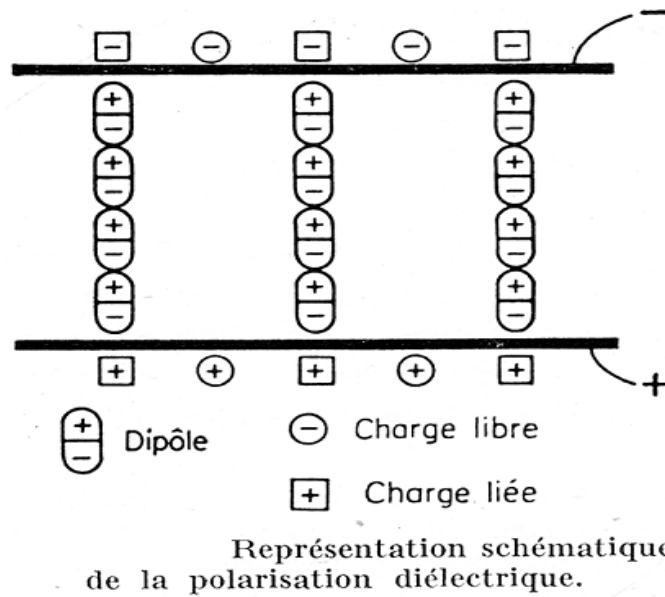 −
− − − − −
+ + +
− − −
+ + +
− − −
+ + +
− − −
+ + +
− − −
+ + + + +
+
+
−
Dipôle
− Charge libre
+ Charge liée
Représentation schématique
de la polarisation diélectrique.